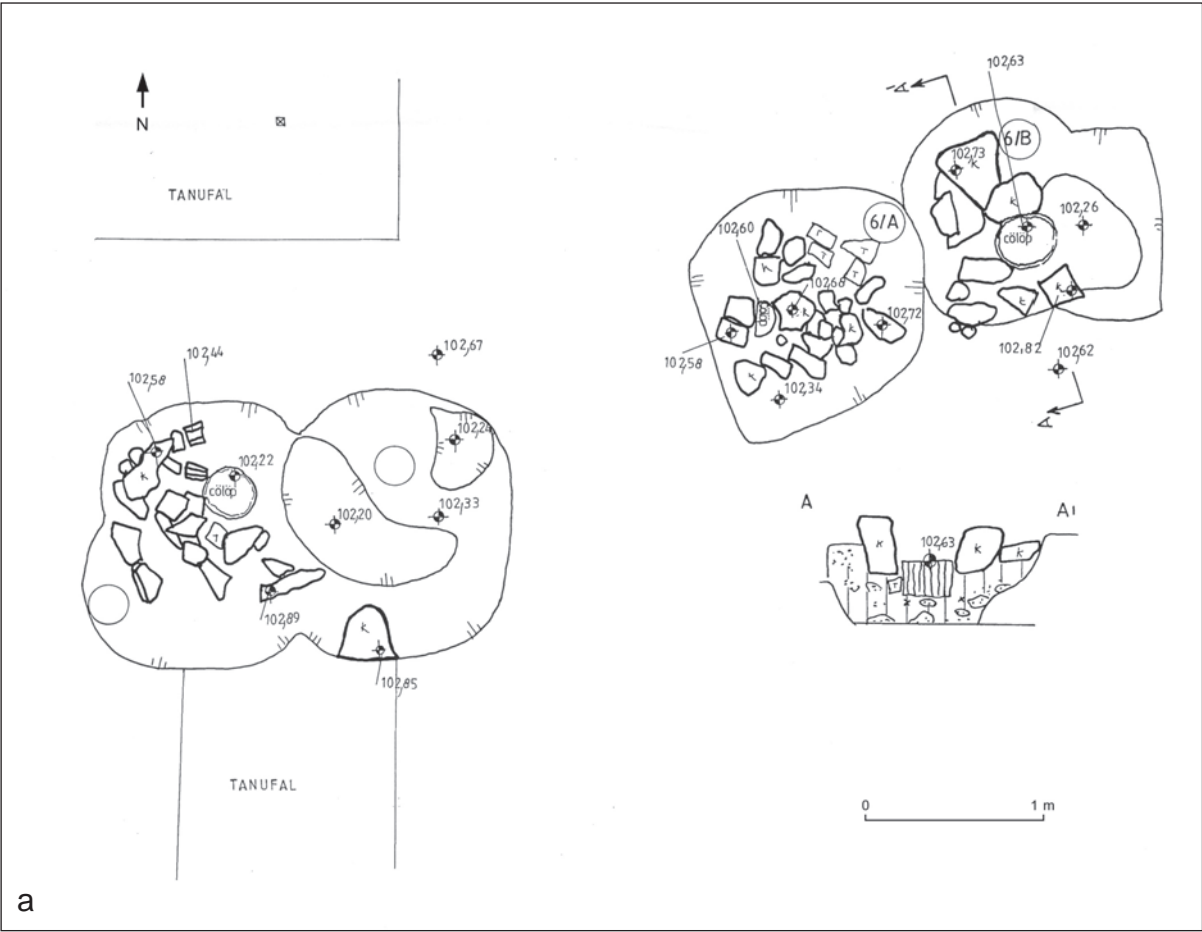 N
TANUFAL
102,63
A'
6/B
102,73
K
K
102,26
cölöp
K
K
102,82
102,62
A
6/A
102,60
T
T
T
T
K
102,68
K
cölöp
K
102,72
102,58
K
102,34
102,67
102,44
102,58
K
102,22
cölöp
T
102,24
102,20
102,33
102,89
K
102,85
TANUFAL
A
A'
102,63
K
K
K
T
0 1 m
a